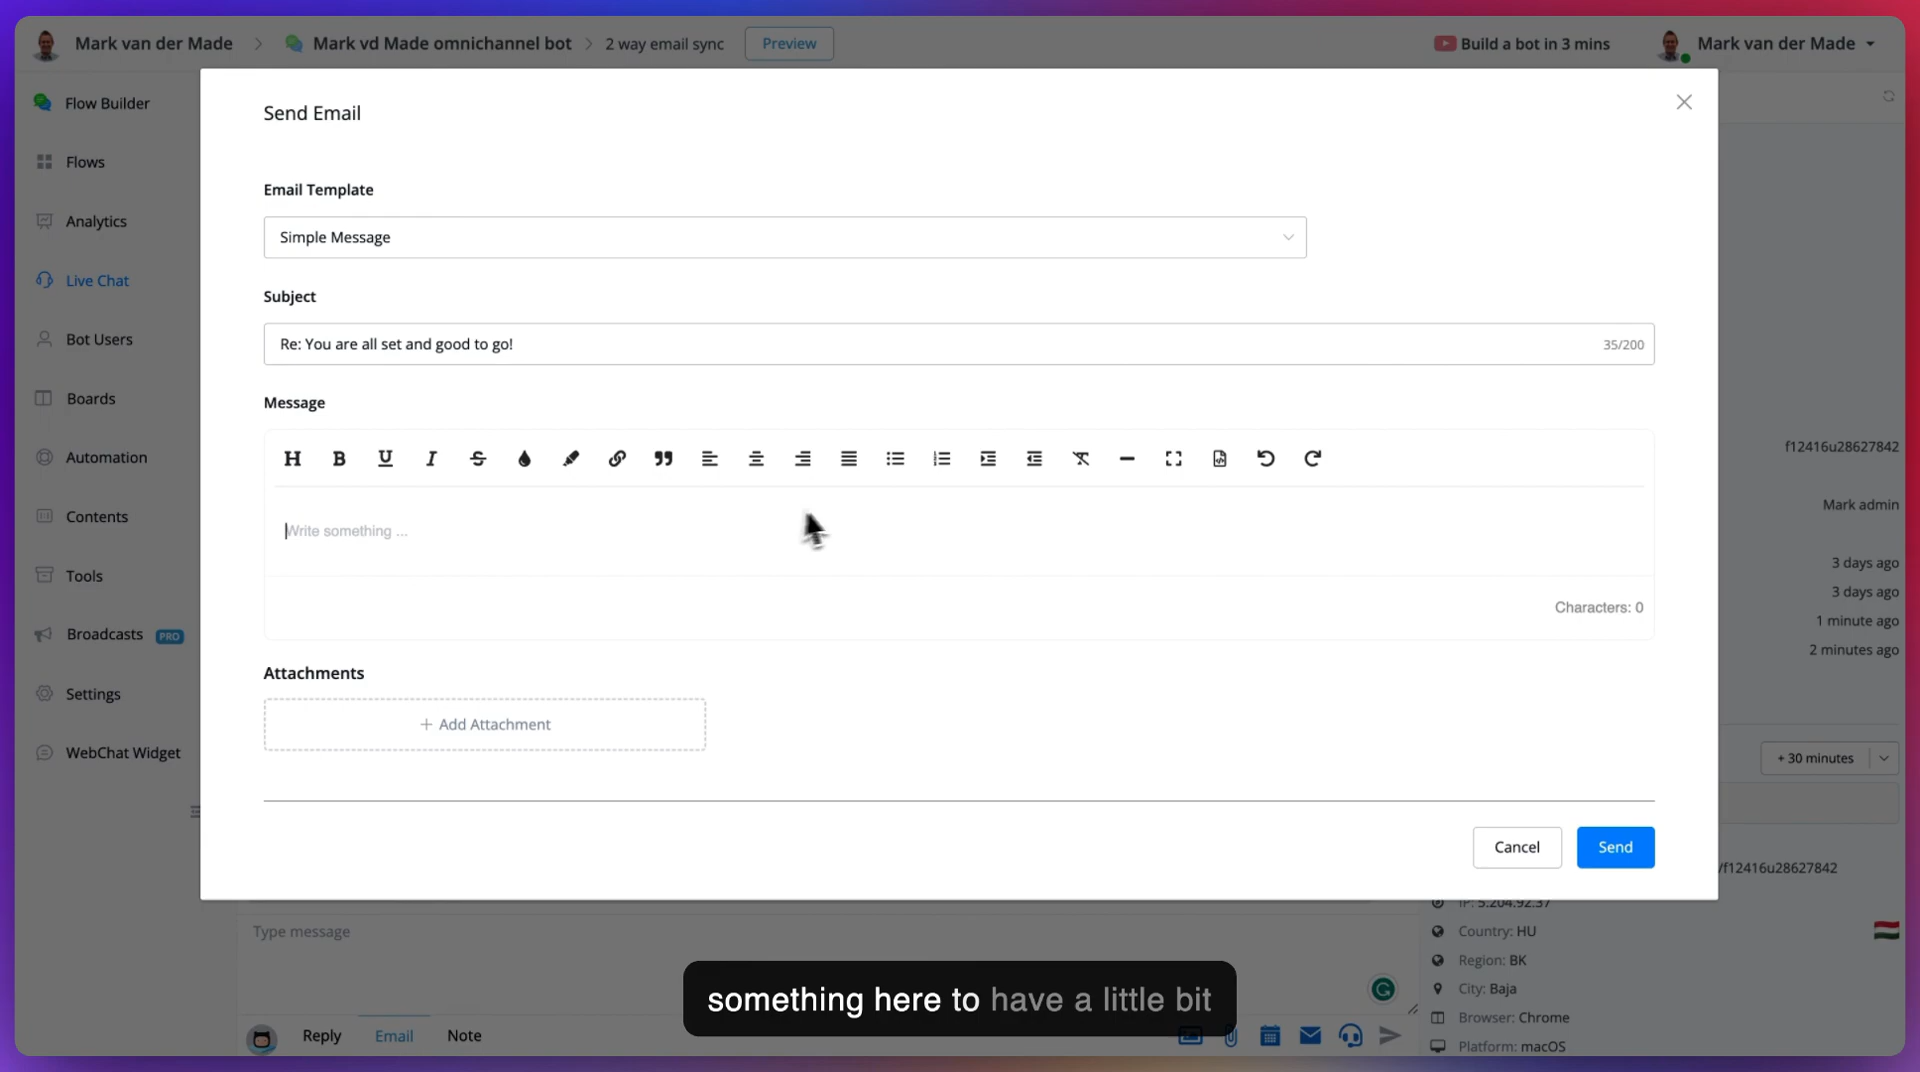 Mark van der Made > Mark vd Made omnichannel bot > 2 way email sync Preview Build a bot in 3 mins Mark van der Made
Flow Builder
Flows
Analytics
Live Chat
Bot Users
Boards
Automation
Contents
Tools
Broadcasts PRO
Settings
WebChat Widget
Send Email
Email Template
Simple Message
Subject
Re: You are all set and good to go! 35/200
Message
H B U I S
Write something ...
Characters: 0
Attachments
+ Add Attachment
Cancel Send
f12416u28627842
Mark admin
3 days ago
3 days ago
1 minute ago
2 minutes ago
+ 30 minutes
/f12416u28627842
IP: 5.204.92.37
Country: HU
Region: BK
City: Baja
Browser: Chrome
Platform: macOS
Type message
something here to have a little bit
Reply Email Note